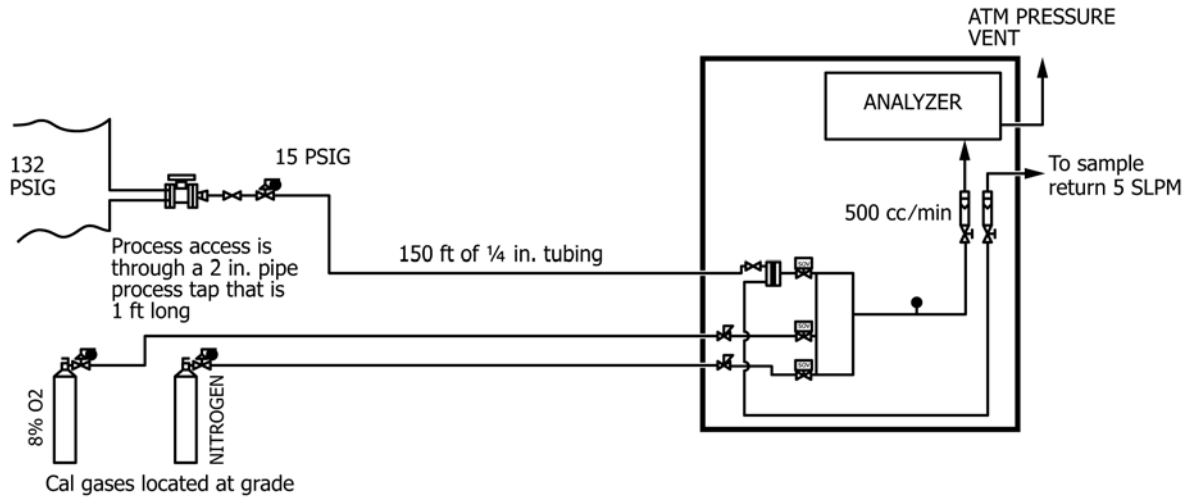 ATM PRESSURE
VENT
ANALYZER
132
PSIG
15 PSIG
To sample
return 5 SLPM
500 cc/min
Process access is
through a 2 in. pipe
process tap that is
1 ft long
150 ft of ¼ in. tubing
SOV
SOV
SOV
8% O2
NITROGEN
Cal gases located at grade